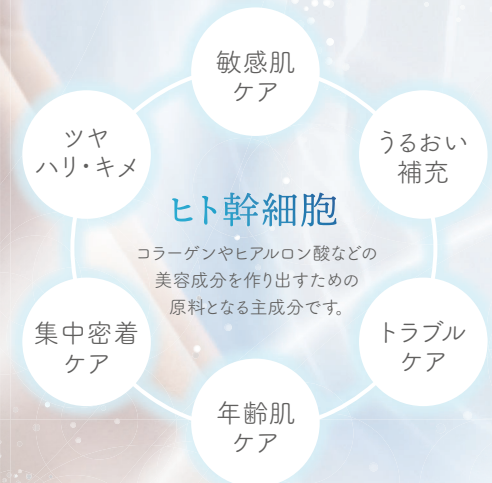 敏感肌
ケア
ツヤ
ハリ・キメ
うるおい
補充
ヒト幹細胞
コラーゲンやヒアルロン酸などの
美容成分を作り出すための
原料となる主成分です。
集中密着
ケア
トラブル
ケア
年齢肌
ケア